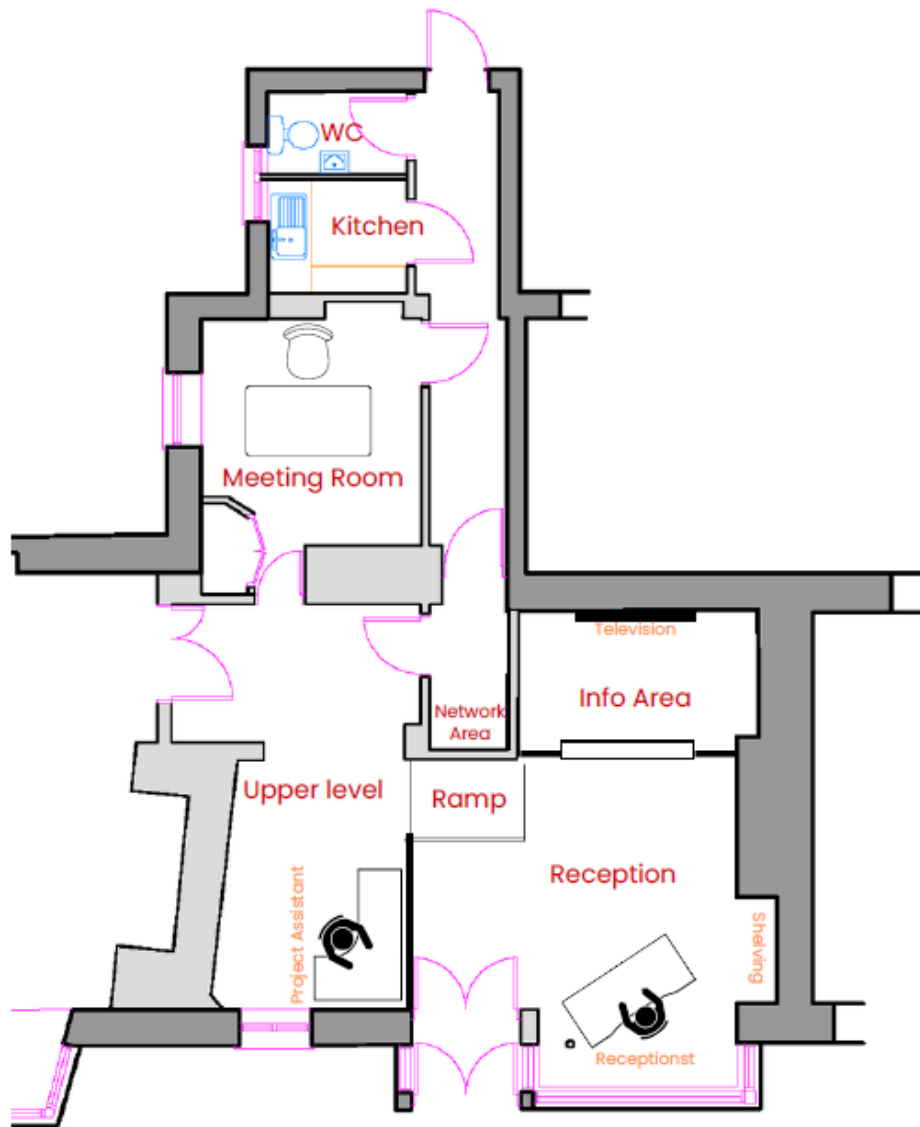 WC
Kitchen
Meeting Room
Television
Info Area
Network
Area
Upper level
Ramp
Reception
Project Assistant
Shelving
Receptionst